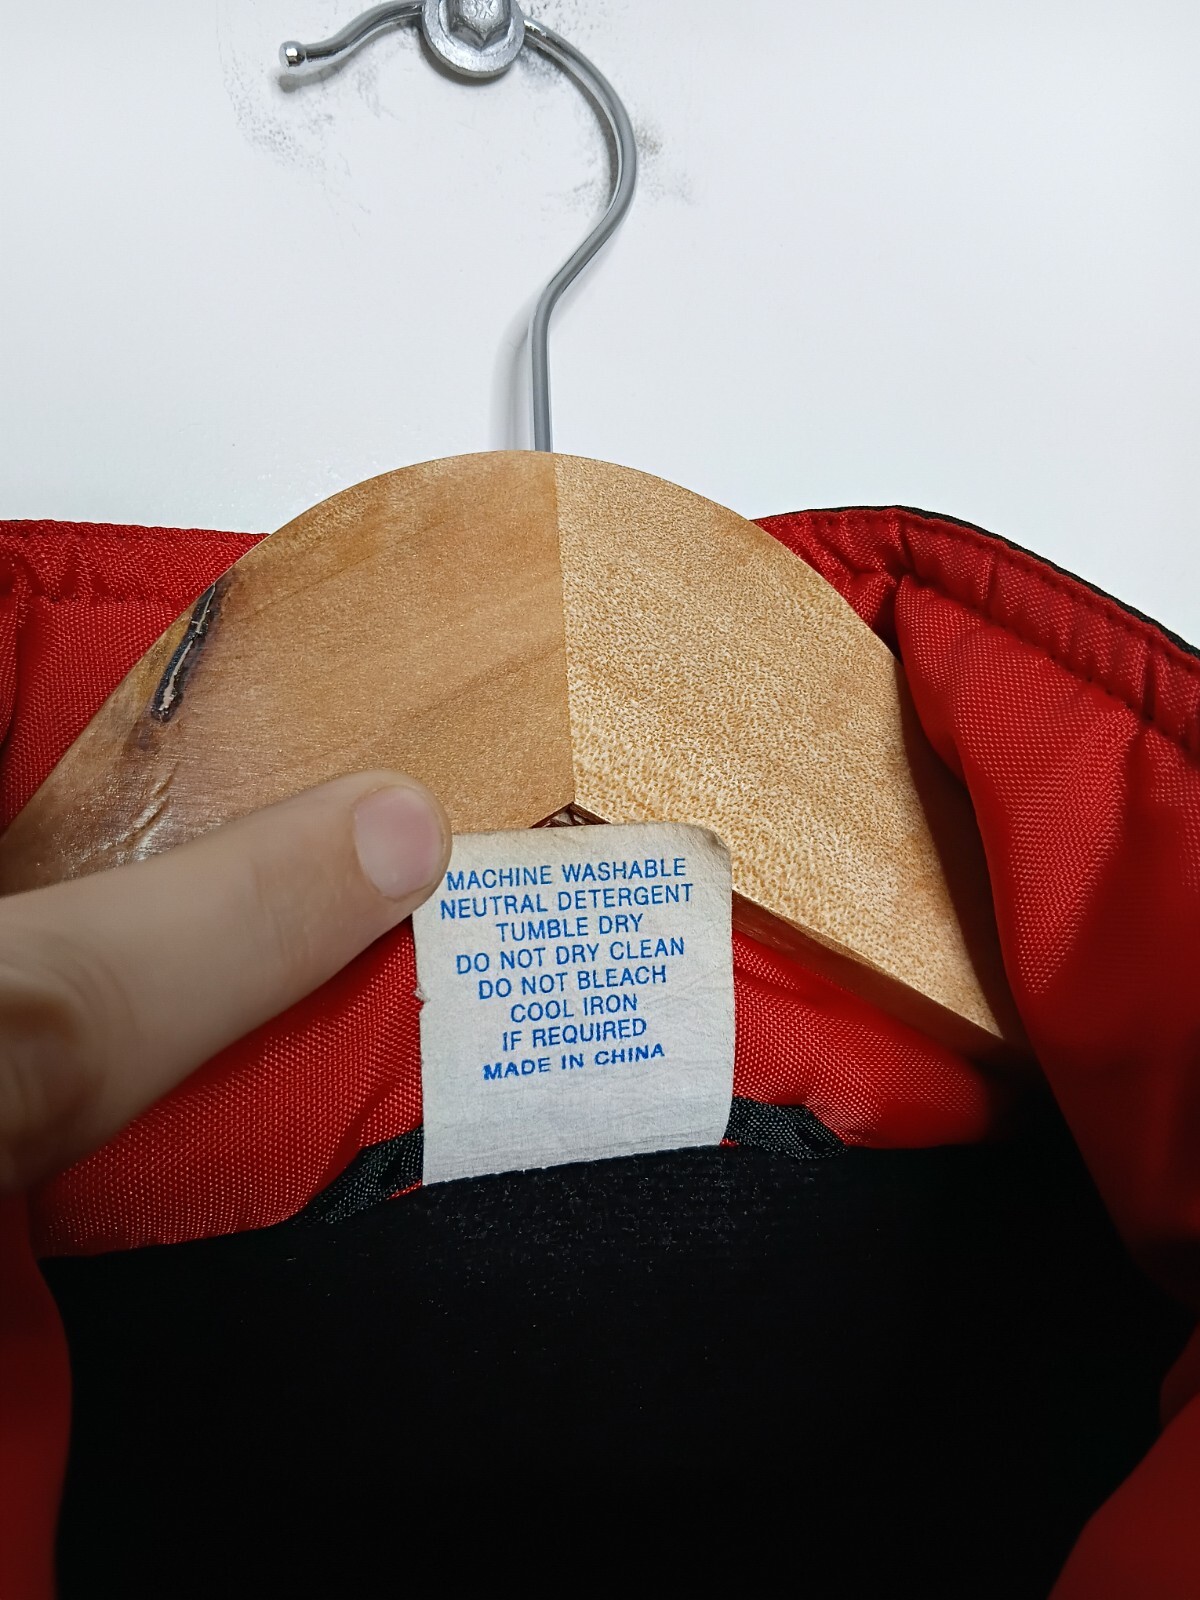 MACHINE WASHABLE
NEUTRAL DETERGENT
TUMBLE DRY
DO NOT DRY CLEAN
DO NOT BLEACH
COOL IRON
IF REQUIRED
MADE IN CHINA